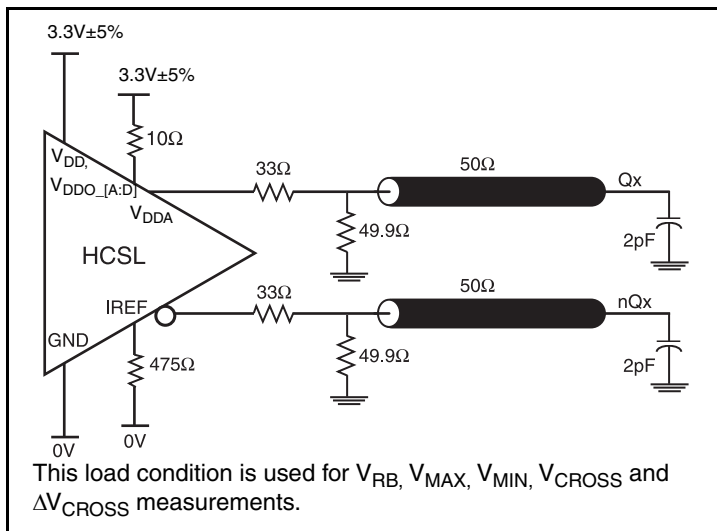 3.3V±5%
3.3V±5%
10Ω
VDD,
VDDO_[A:D]
VDDA
33Ω
50Ω
Qx
49.9Ω
2pF
HCSL
IREF
33Ω
50Ω
nQx
GND
475Ω
49.9Ω
2pF
0V
0V
This load condition is used for VRB, VMAX, VMIN, VCROSS and
ΔVCROSS measurements.